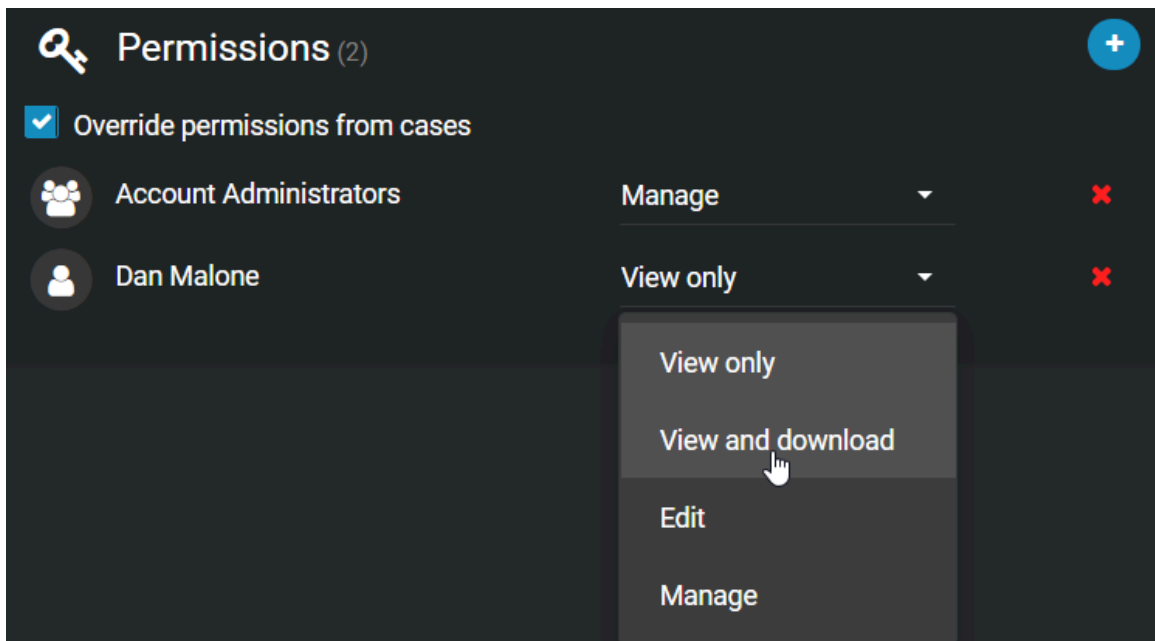 Permissions (2)
Override permissions from cases
Account Administrators Manage
Dan Malone View only
View only
View and download
Edit
Manage